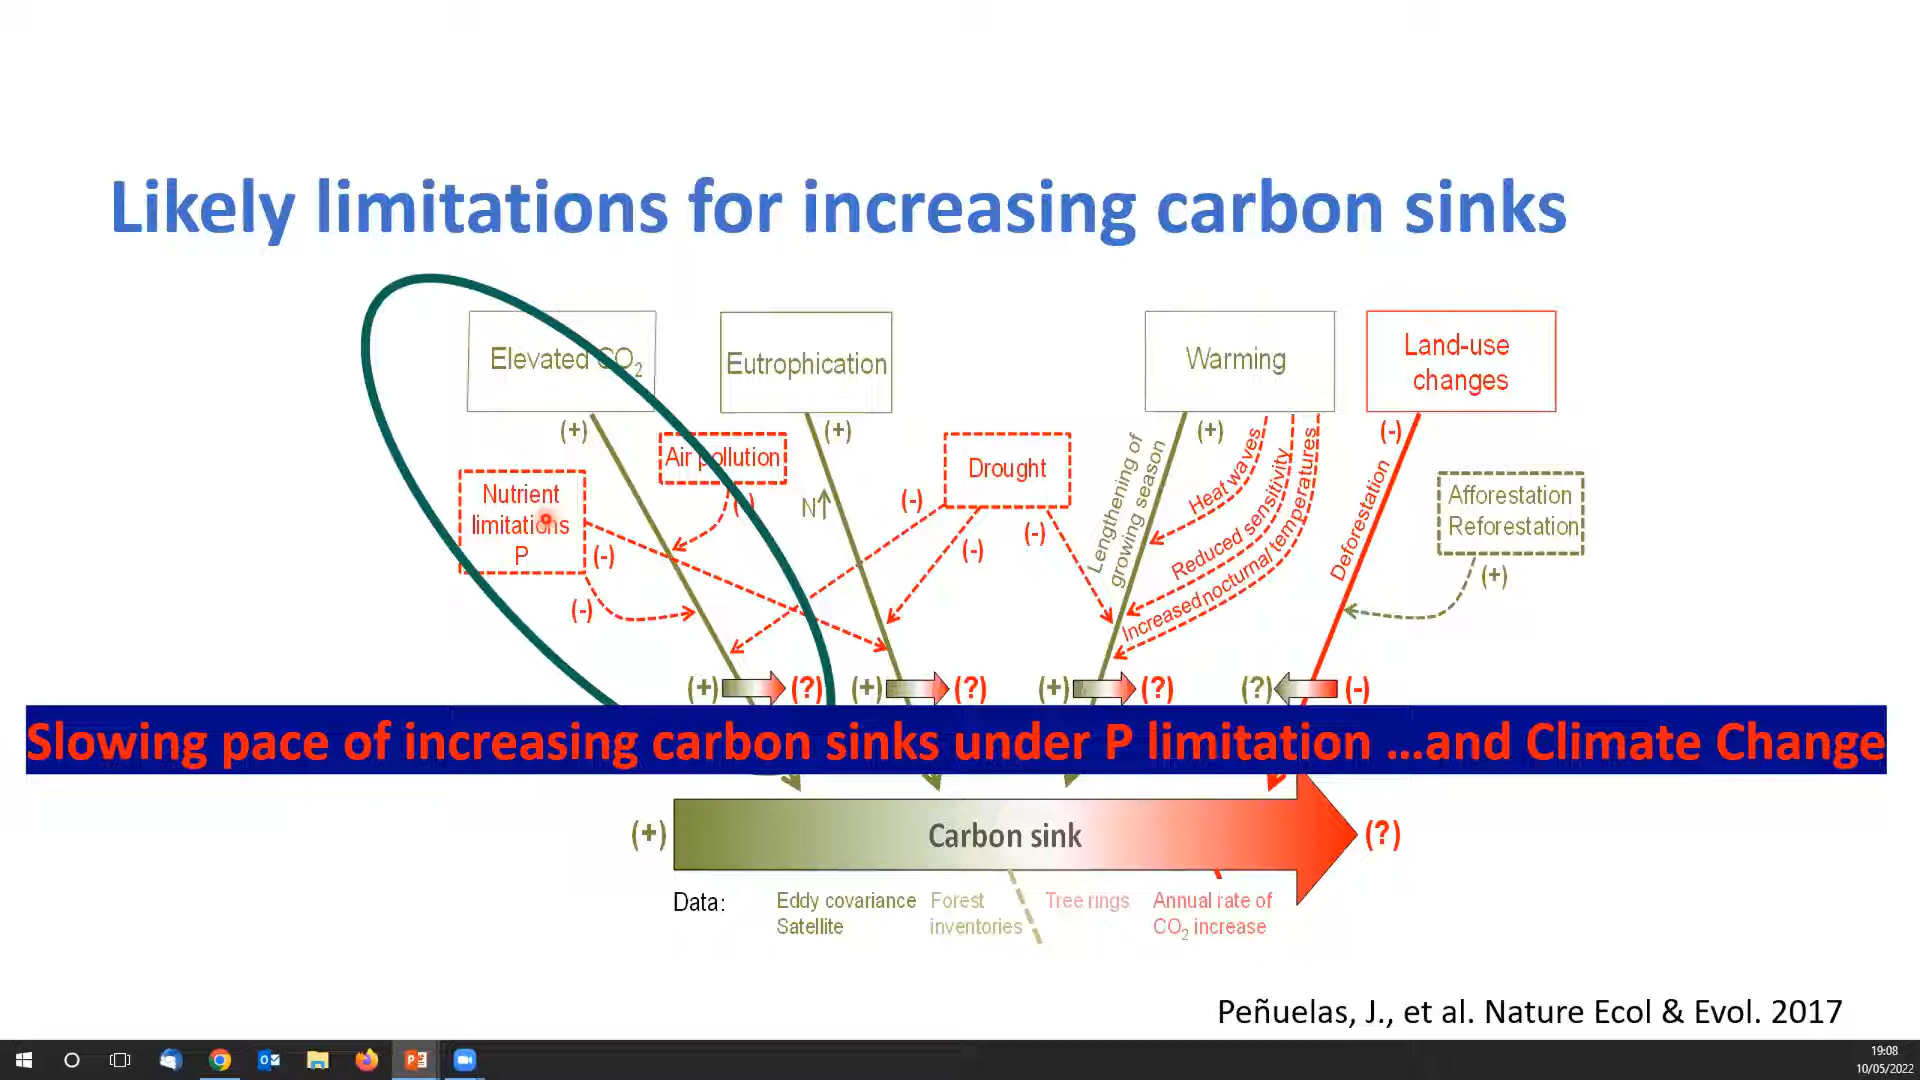 Likely limitations for increasing carbon sinks
Elevated CO₂
Eutrophication
Warming
Land-use
changes
(+)
(+)
(+)
(-)
Air pollution
Drought
Nutrient
limitations
P
(-)
(-)
(-)
N↑
(-)
(-)
(-)
Lengthening of
growing season
Heat waves
Reduced sensitivity
Increased nocturnal temperatures
Deforestation
Afforestation
Reforestation
(+)
(+) (?)
(+) (?)
(+) (?)
(?) (-)
Slowing pace of increasing carbon sinks under P limitation ...and Climate Change
(+) Carbon sink (?)
Data:
Eddy covariance
Satellite
Forest
inventories
Tree rings
Annual rate of
CO₂ increase
Peñuelas, J., et al. Nature Ecol & Evol. 2017
19:08
10/05/2022